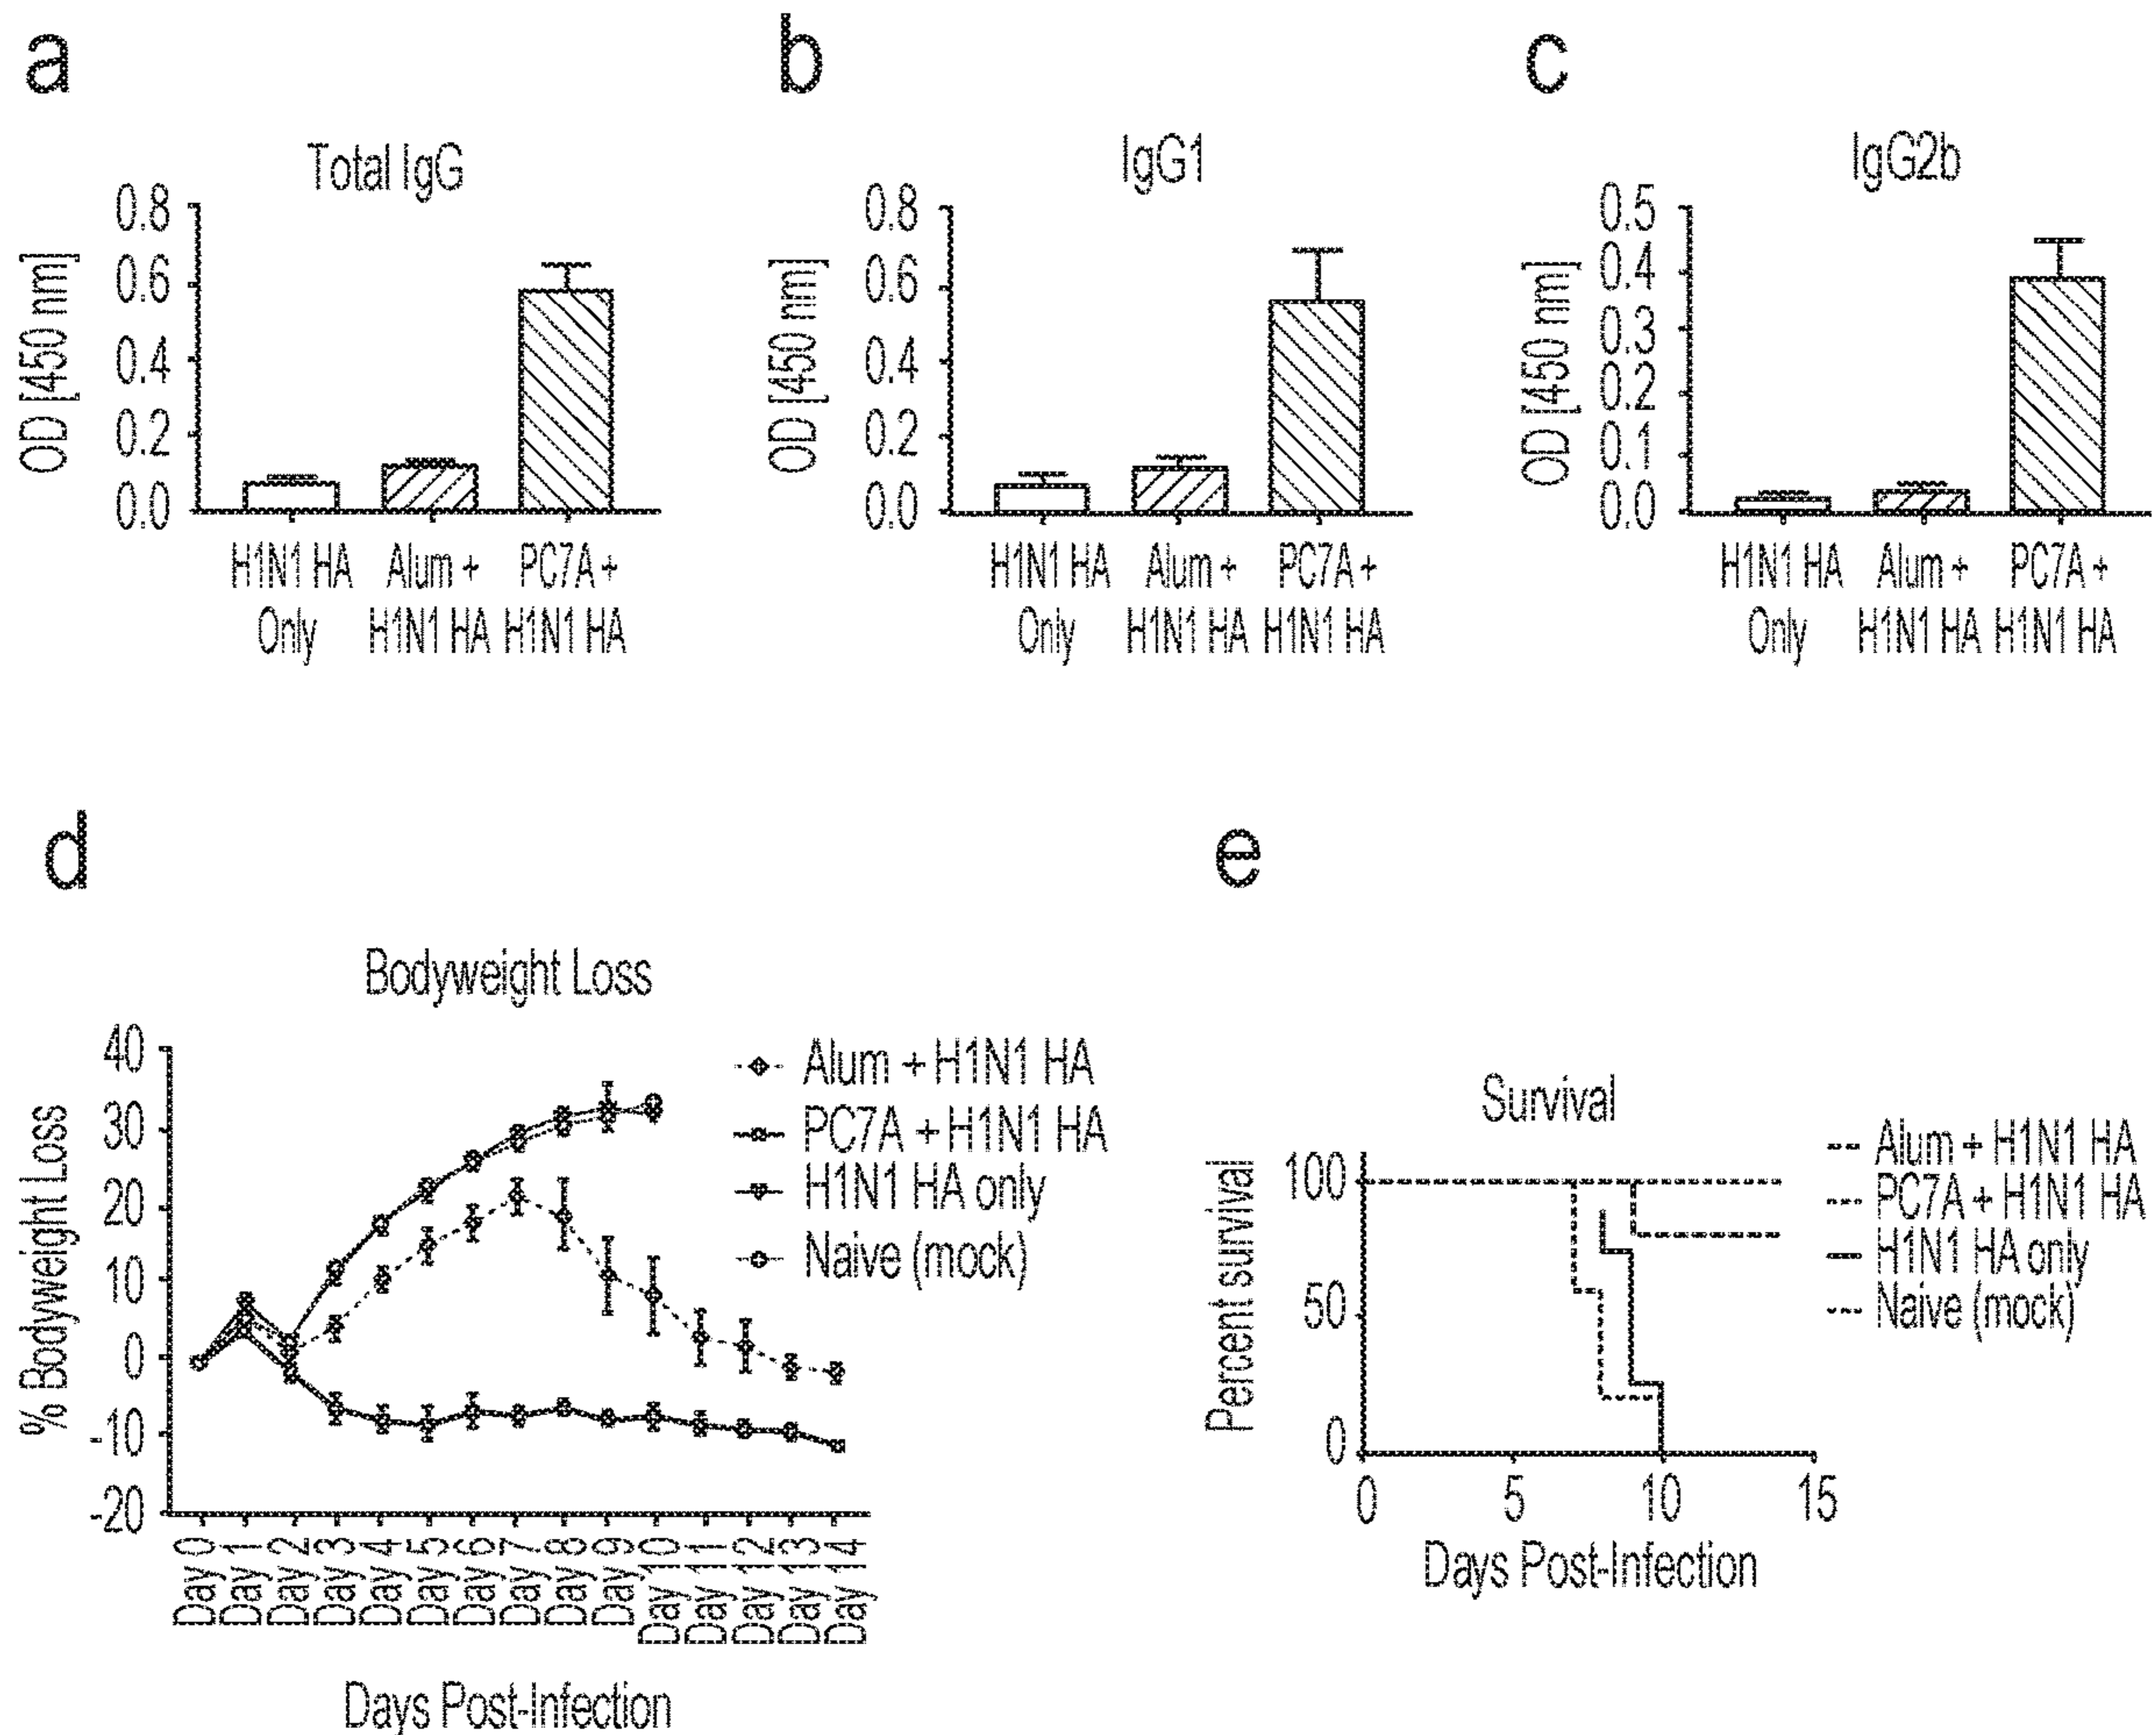 a
Total IgG
OD [450 nm]
0.8
0.6
0.4
0.2
0.0
H1N1 HA Only
Alum + H1N1 HA
PC7A + H1N1 HA
b
IgG1
OD [450 nm]
0.8
0.6
0.4
0.2
0.0
H1N1 HA Only
Alum + H1N1 HA
PC7A + H1N1 HA
c
IgG2b
OD [450 nm]
0.5
0.4
0.3
0.2
0.1
0.0
H1N1 HA Only
Alum + H1N1 HA
PC7A + H1N1 HA
d
Bodyweight Loss
% Bodyweight Loss
40
30
20
10
0
-10
-20
Day 0
Day 1
Day 2
Day 3
Day 4
Day 5
Day 6
Day 7
Day 8
Day 9
Day 10
Day 11
Day 12
Day 13
Day 14
Days Post-Infection
Alum + H1N1 HA
PC7A + H1N1 HA
H1N1 HA only
Naive (mock)
e
Survival
Percent survival
100
50
0
0
5
10
15
Days Post-Infection
Alum + H1N1 HA
PC7A + H1N1 HA
H1N1 HA only
Naive (mock)